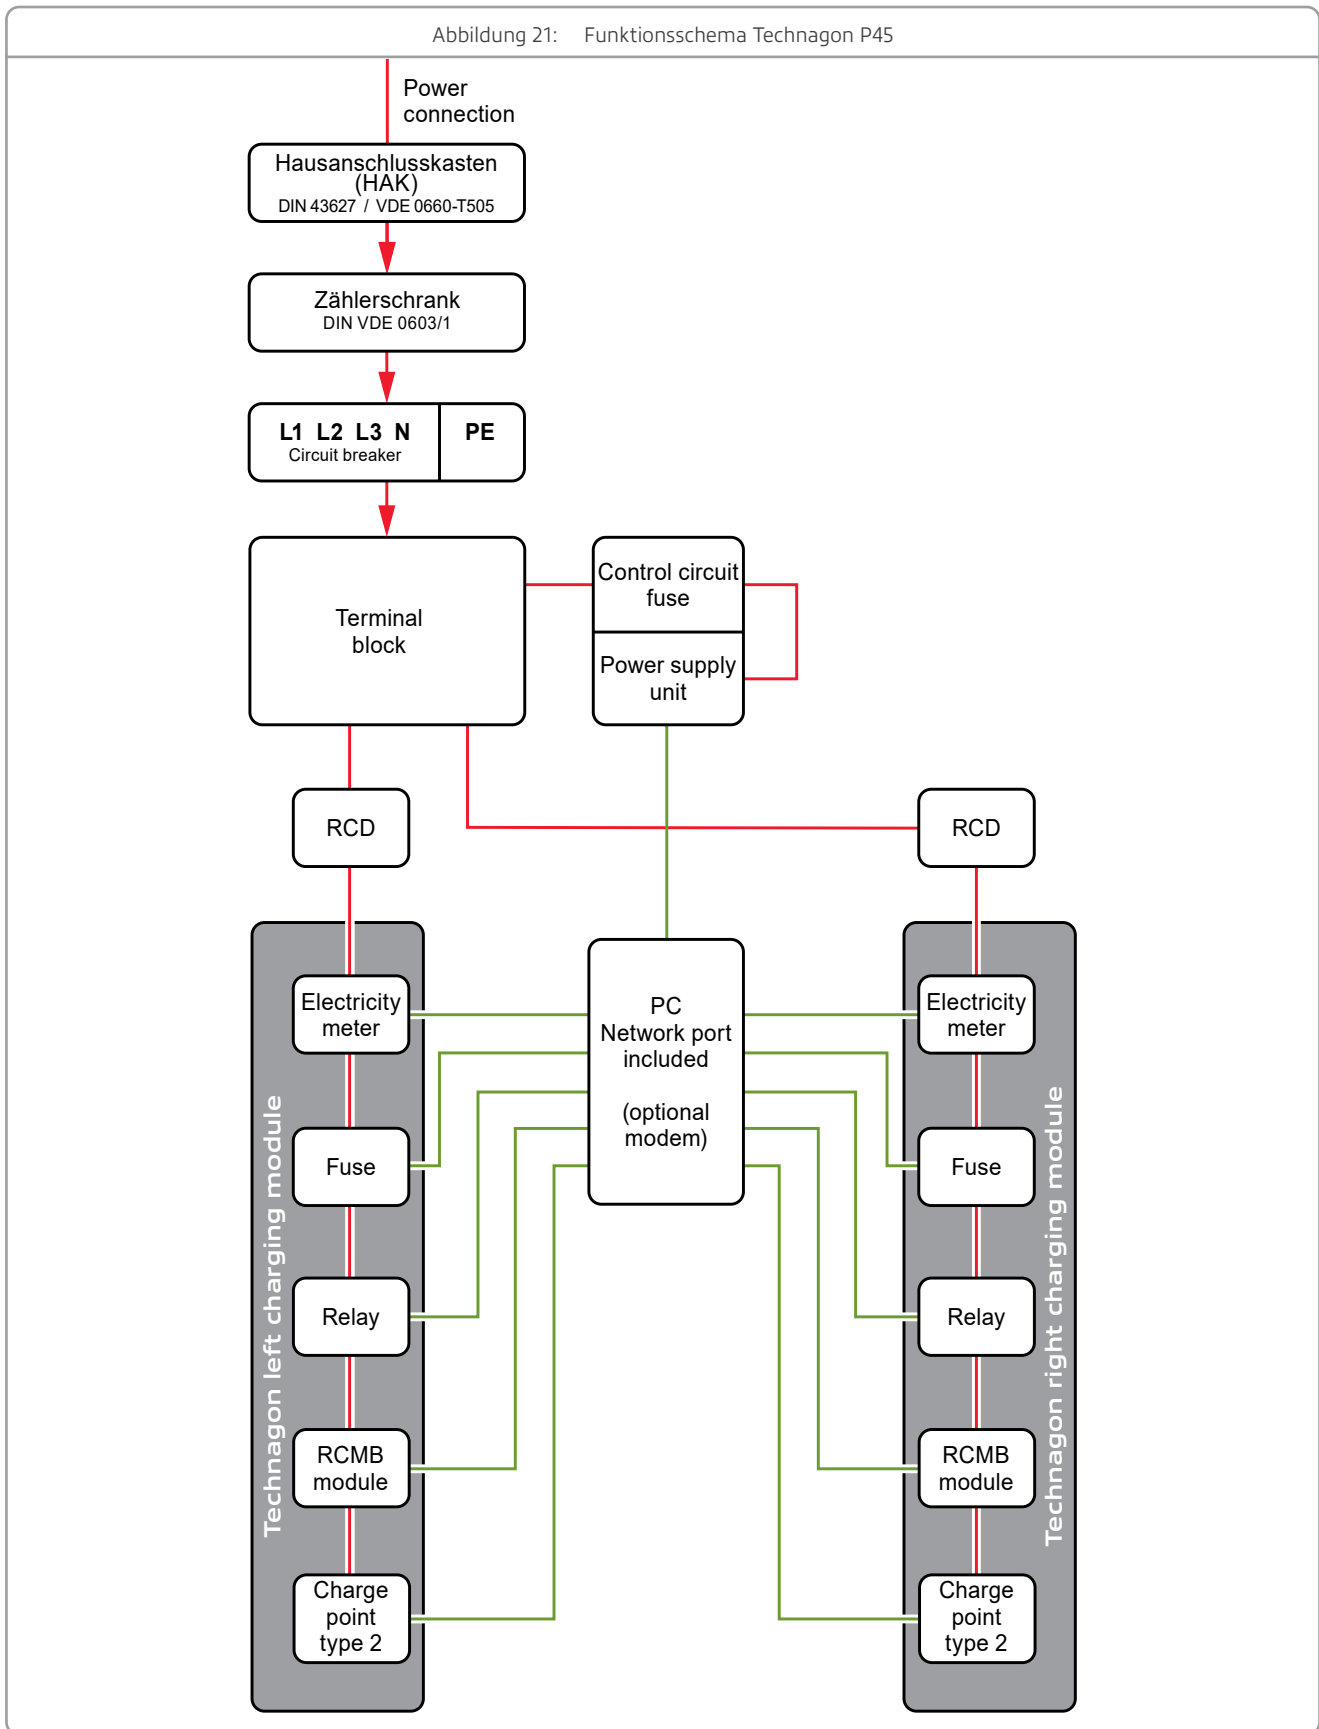 Abbildung 21: Funktionsschema Technagon P45
Power
connection
Hausanschlusskasten
(HAK)
DIN 43627 / VDE 0660-T505
Zählerschrank
DIN VDE 0603/1
L1 L2 L3 N
Circuit breaker
PE
Terminal
block
Control circuit
fuse
Power supply
unit
RCD
RCD
Technagon left charging module
Electricity
meter
Fuse
Relay
RCMB
module
Charge
point
type 2
PC
Network port
included
(optional
modem)
Electricity
meter
Fuse
Relay
RCMB
module
Charge
point
type 2
Technagon right charging module